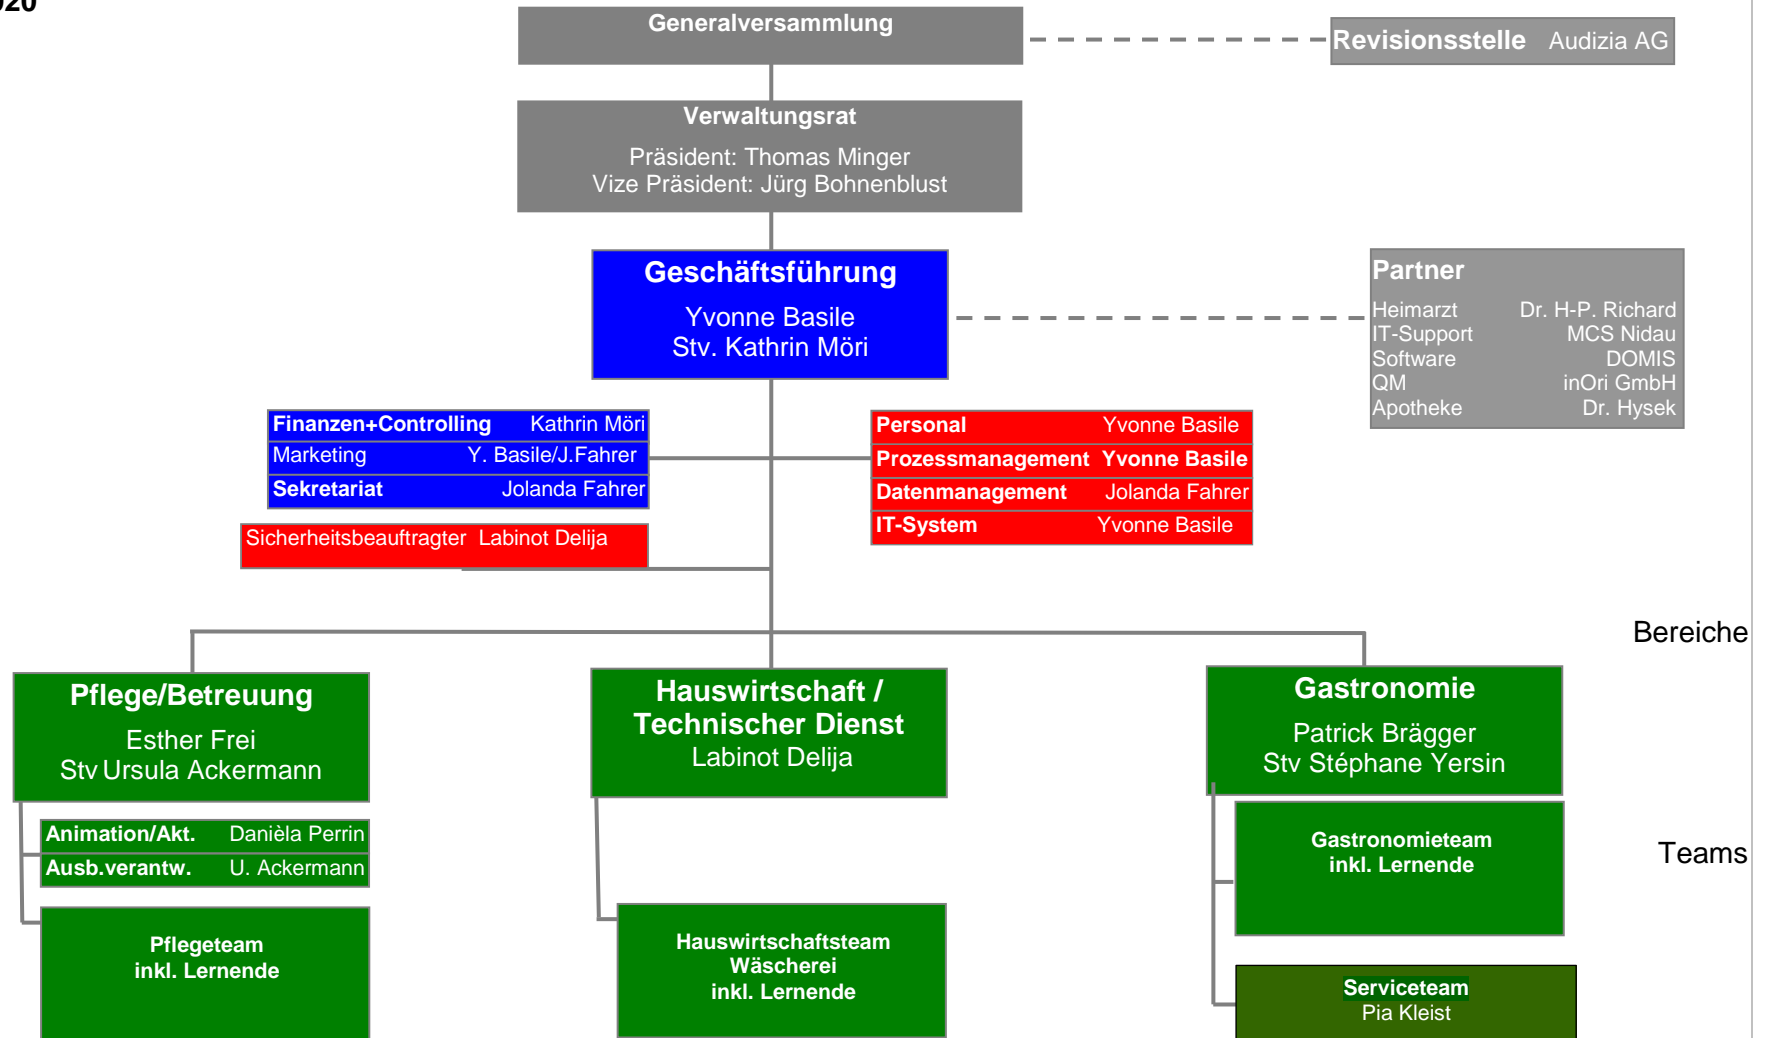 Generalversammlung
Revisionsstelle Audizia AG
Verwaltungsrat
Präsident: Thomas Minger
Vize Präsident: Jürg Bohnenblust
Geschäftsführung
Yvonne Basile
Stv. Kathrin Möri
Partner
Heimarzt Dr. H-P. Richard
IT-Support MCS Nidau
Software DOMIS
QM inOri GmbH
Apotheke Dr. Hysek
Finanzen+Controlling Kathrin Möri
Marketing Y. Basile/J.Fahrer
Sekretariat Jolanda Fahrer
Sicherheitsbeauftragter Labinot Delija
Personal Yvonne Basile
Prozessmanagement Yvonne Basile
Datenmanagement Jolanda Fahrer
IT-System Yvonne Basile
Bereiche
Pflege/Betreuung
Esther Frei
Stv Ursula Ackermann
Hauswirtschaft /
Technischer Dienst
Labinot Delija
Gastronomie
Patrick Brägger
Stv Stéphane Yersin
Animation/Akt. Danièla Perrin
Ausb.verantw. U. Ackermann
Pflegeteam
inkl. Lernende
Hauswirtschaftsteam
Wäscherei
inkl. Lernende
Gastronomieteam
inkl. Lernende
Teams
Serviceteam
Pia Kleist